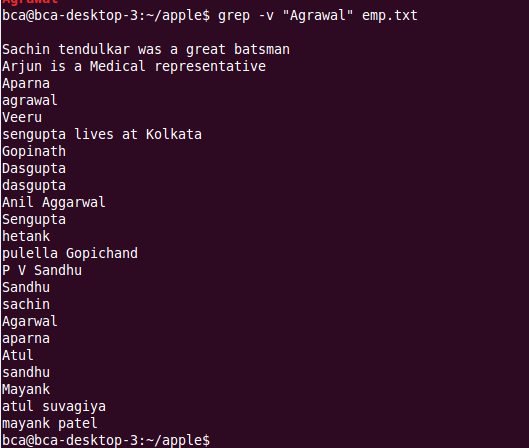 Agrawal
bca@bca-desktop-3:~/apple$ grep -v "Agrawal" emp.txt
Sachin tendulkar was a great batsman
Arjun is a Medical representative
Aparna
agrawal
Veeru
sengupta lives at Kolkata
Gopinath
Dasgupta
dasgupta
Anil Aggarwal
Sengupta
hetank
pulella Gopichand
P V Sandhu
Sandhu
sachin
Agarwal
aparna
Atul
sandhu
Mayank
atul suvagiya
mayank patel
bca@bca-desktop-3:~/apple$